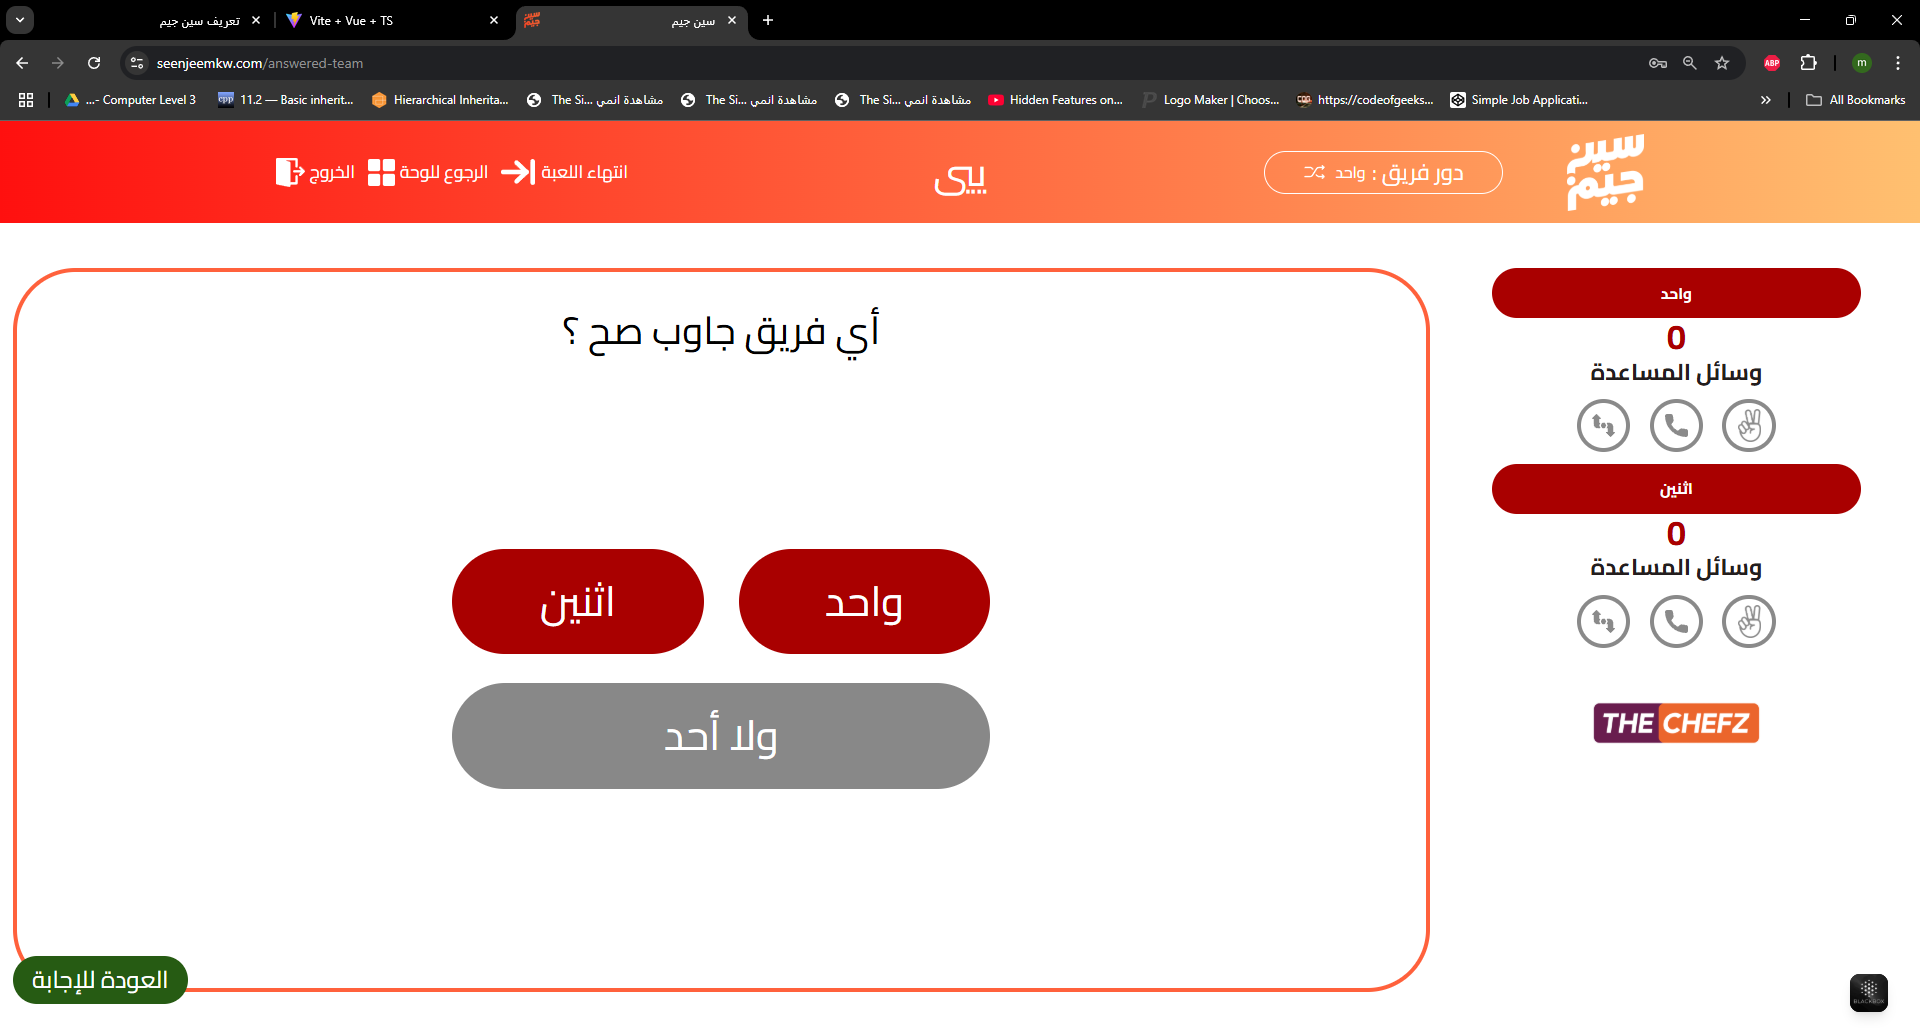 تعريف سين جيم
Vite + Vue + TS
سين جيم
seenjeemkw.com/answered-team
ABP
m
...- Computer Level 3
cpp
11.2 — Basic inherit...
Hierarchical Inherita...
The Si... مشاهدة انمي
The Si... مشاهدة انمي
The Si... مشاهدة انمي
Hidden Features on...
Logo Maker | Choos...
https://codeofgeeks...
Simple Job Applicati...
All Bookmarks
سين
جيم
دور فريق : واحد
انتهاء اللعبة
الرجوع للوحة
الخروج
واحد
0
وسائل المساعدة
اثنين
0
وسائل المساعدة
THE CHEFZ
أي فريق جاوب صح ؟
واحد
اثنين
ولا أحد
العودة للإجابة
BLACKBOX